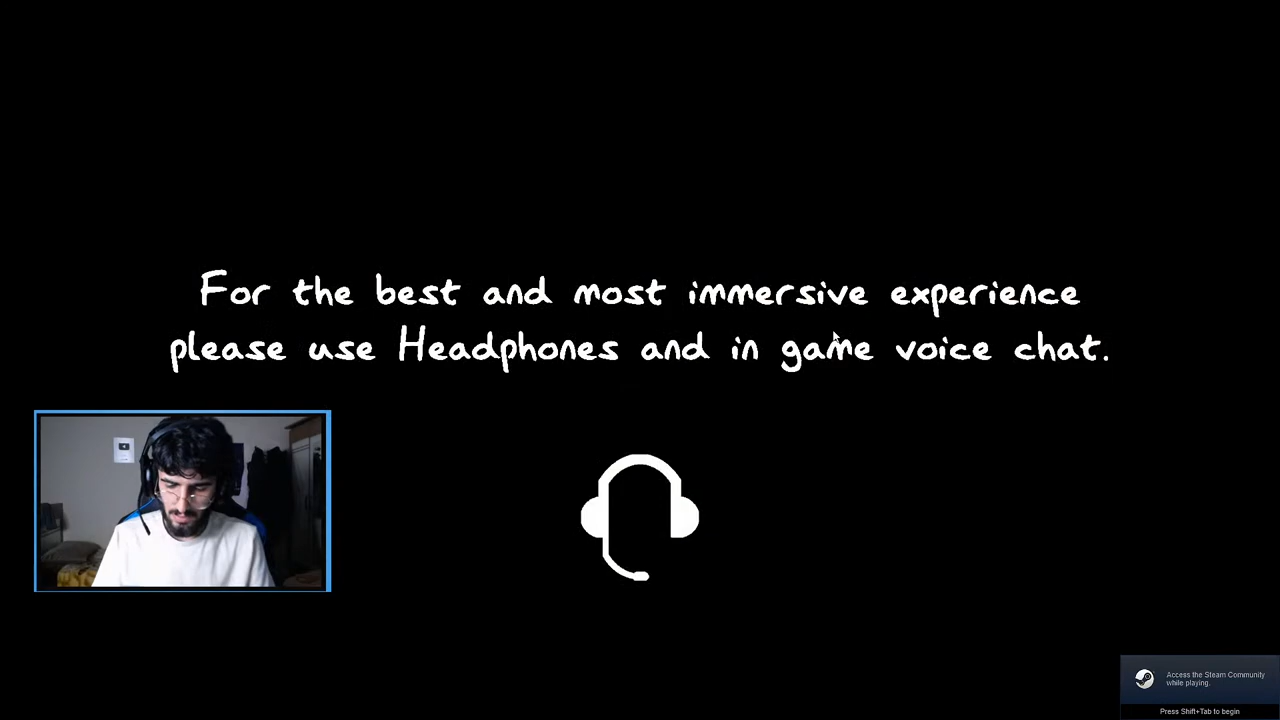 For the best and most immersive experience
please use Headphones and in game voice chat.
Access the Steam Community
while playing.
Press Shift+Tab to begin